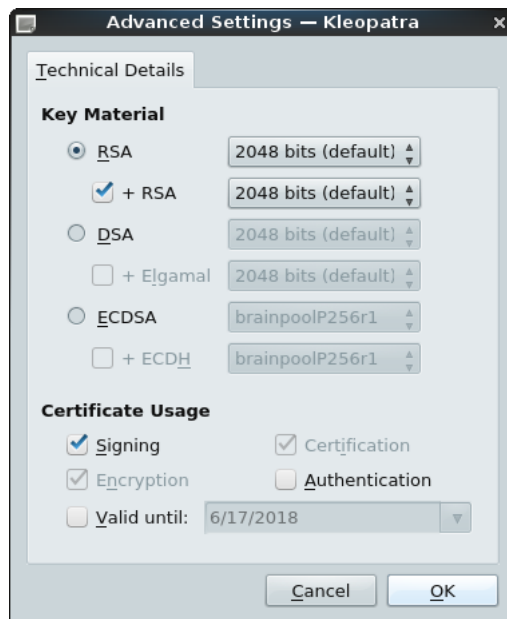 Advanced Settings — Kleopatra
Technical Details
Key Material
RSA 2048 bits (default)
+ RSA 2048 bits (default)
DSA 2048 bits (default)
+ Elgamal 2048 bits (default)
ECDSA brainpoolP256r1
+ ECDH brainpoolP256r1
Certificate Usage
Signing Certification
Encryption Authentication
Valid until: 6/17/2018
Cancel OK